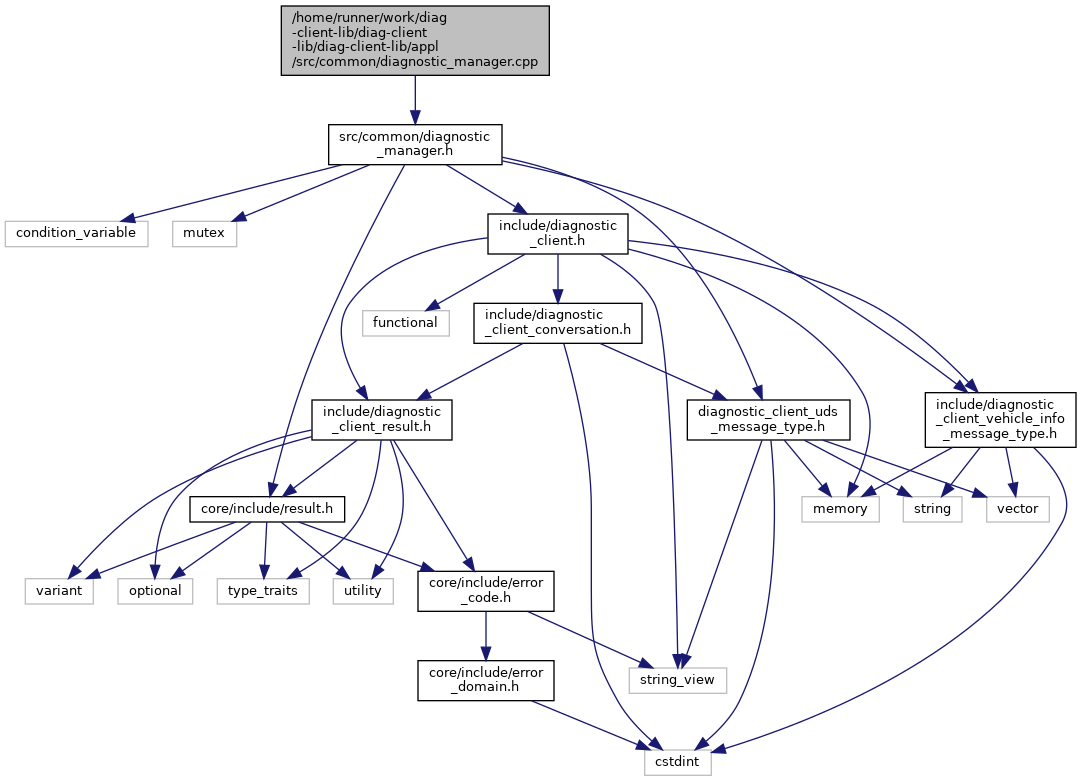 /home/runner/work/diag
-client-lib/diag-client
-lib/diag-client-lib/appl
/src/common/diagnostic_manager.cpp
src/common/diagnostic
_manager.h
condition_variable
mutex
include/diagnostic
_client.h
functional
include/diagnostic
_client_conversation.h
include/diagnostic
_client_result.h
diagnostic_client_uds
_message_type.h
include/diagnostic
_client_vehicle_info
_message_type.h
core/include/result.h
memory
string
vector
variant
optional
type_traits
utility
core/include/error
_code.h
core/include/error
_domain.h
string_view
cstdint